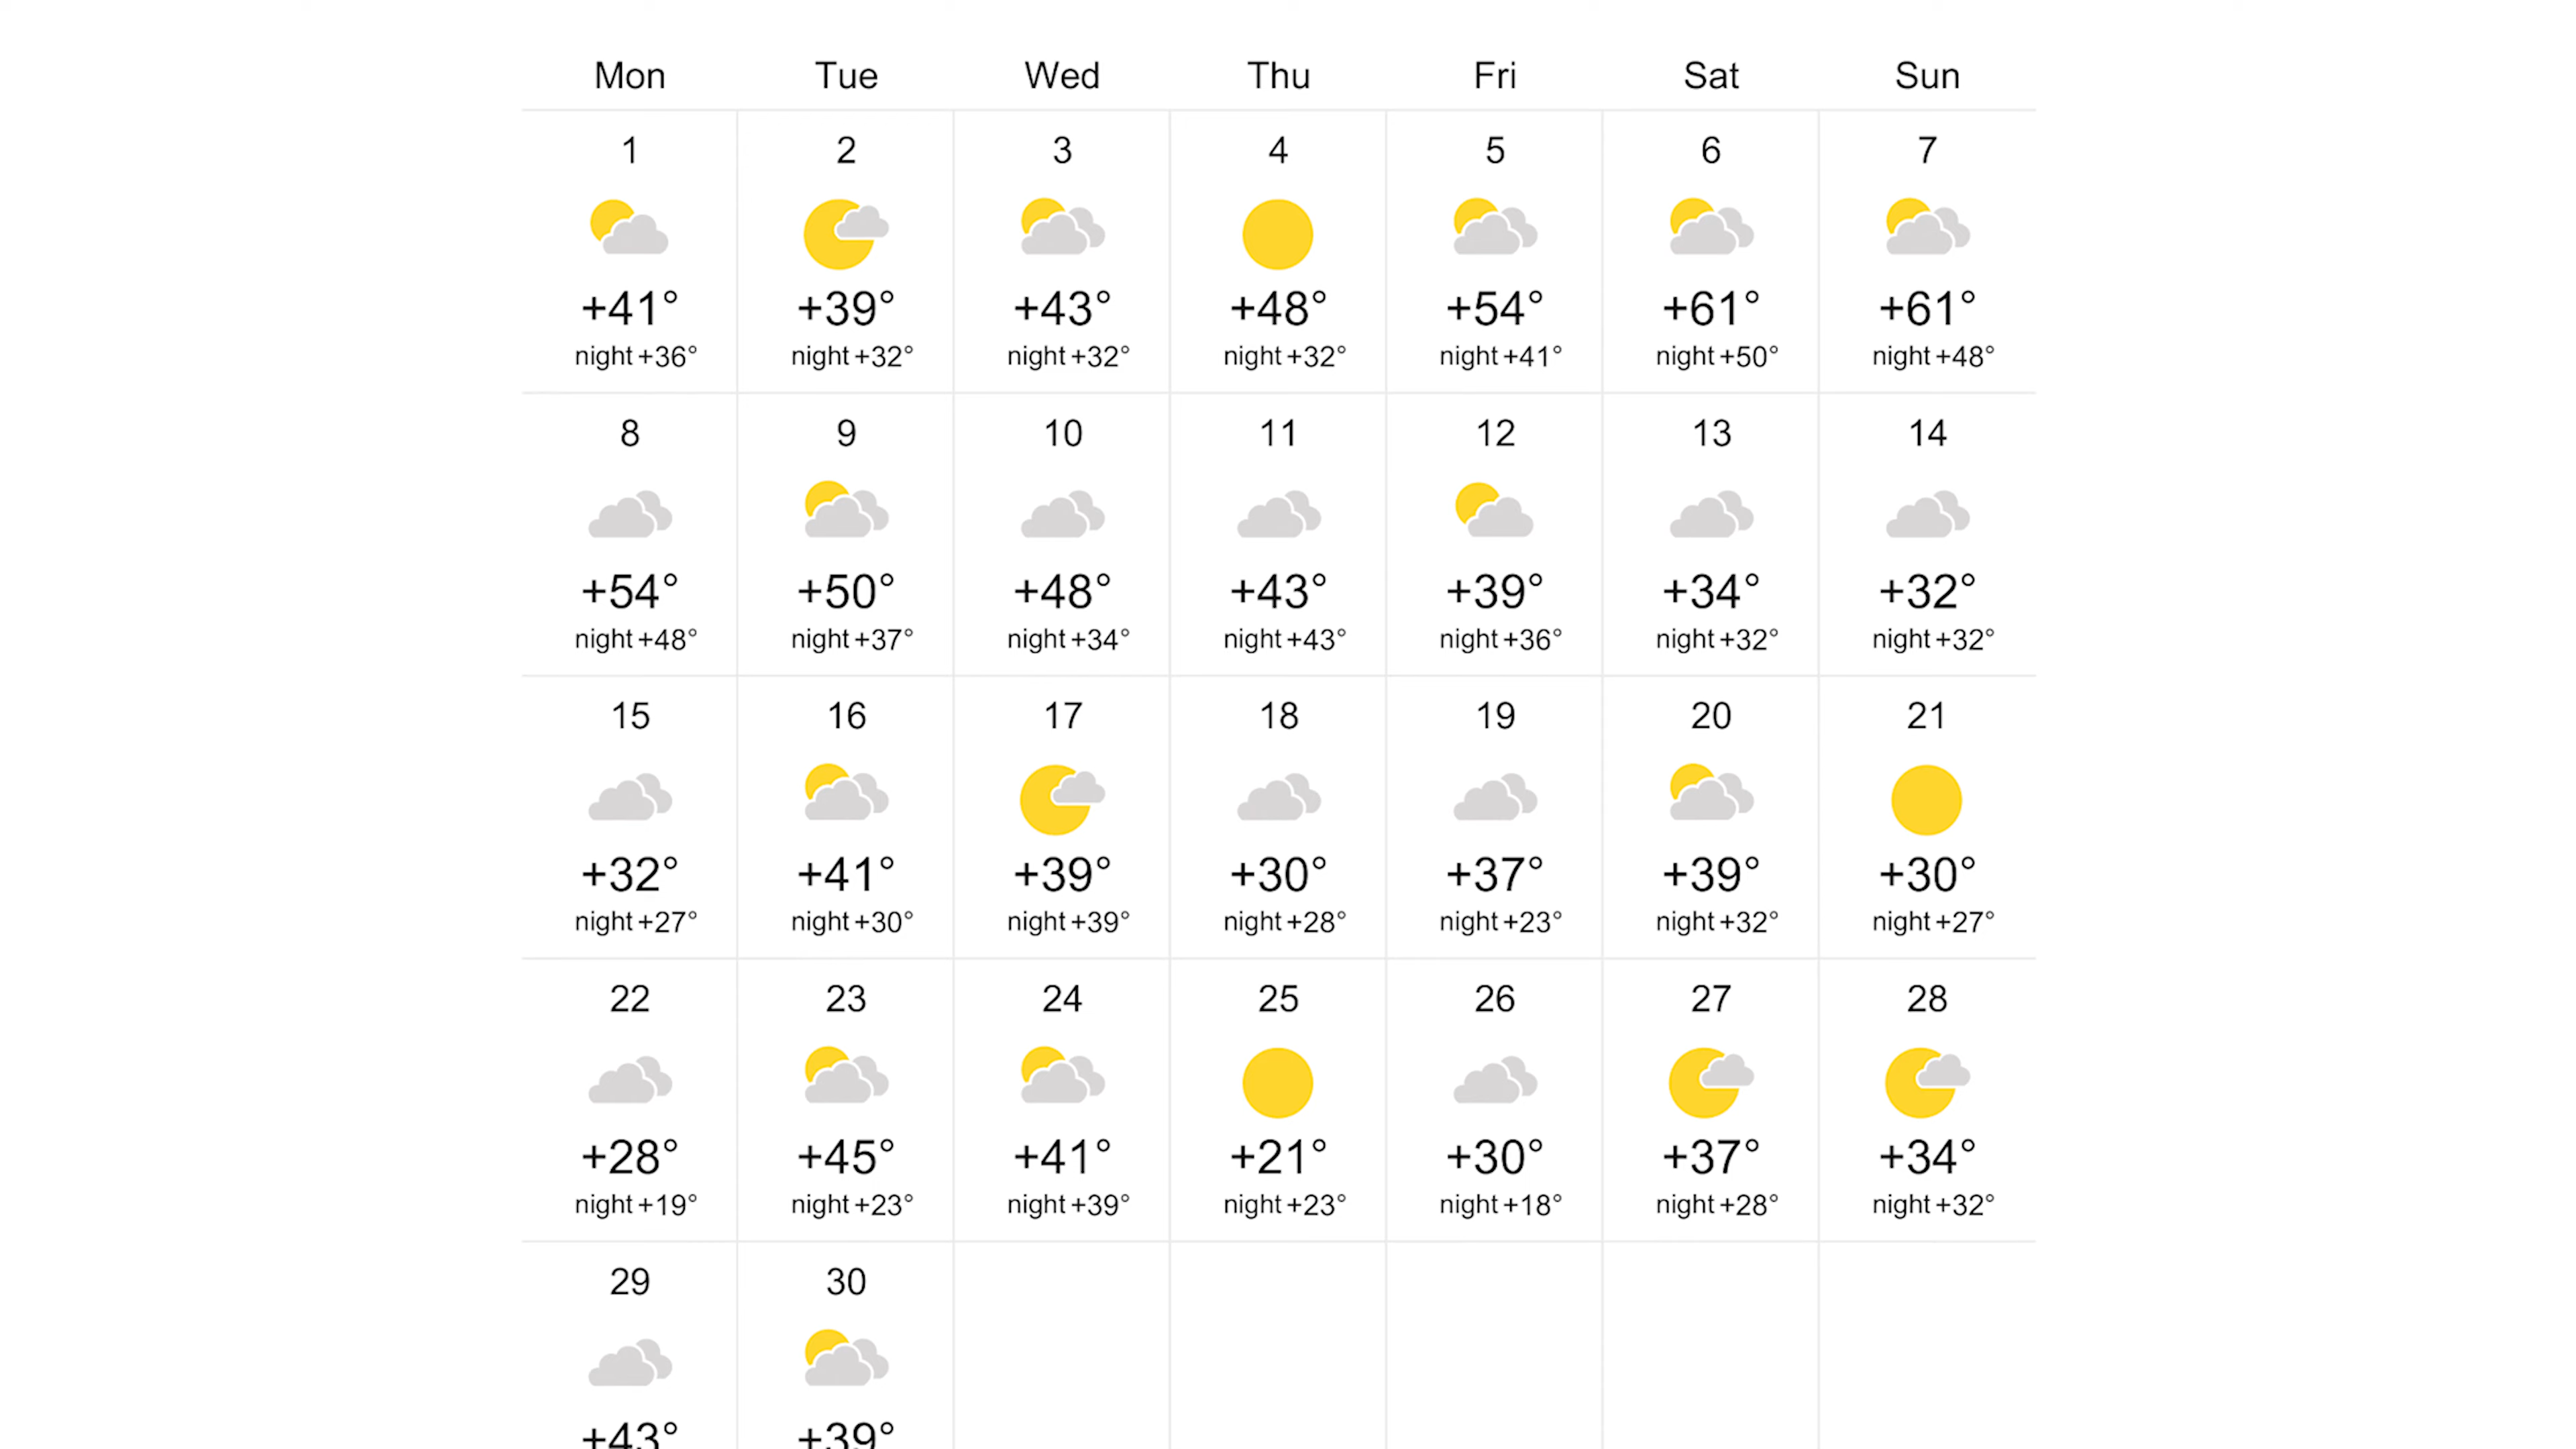 Mon Tue Wed Thu Fri Sat Sun
1 2 3 4 5 6 7
+41° +39° +43° +48° +54° +61° +61°
night +36° night +32° night +32° night +32° night +41° night +50° night +48°
8 9 10 11 12 13 14
+54° +50° +48° +43° +39° +34° +32°
night +48° night +37° night +34° night +43° night +36° night +32° night +32°
15 16 17 18 19 20 21
+32° +41° +39° +30° +37° +39° +30°
night +27° night +30° night +39° night +28° night +23° night +32° night +27°
22 23 24 25 26 27 28
+28° +45° +41° +21° +30° +37° +34°
night +19° night +23° night +39° night +23° night +18° night +28° night +32°
29 30
+43° +39°